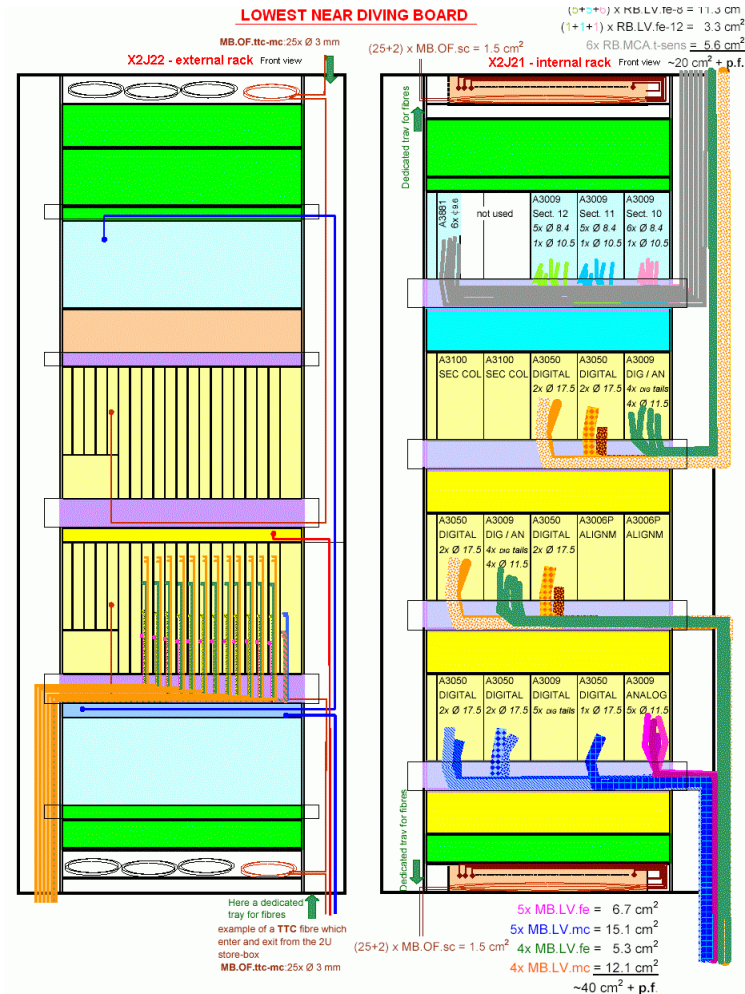 LOWEST NEAR DIVING BOARD
(5+5+6) x RB.LV.fe-8 = 11.3 cm
(1+1+1) x RB.LV.fe-12 = 3.3 cm²
6x RB.MCA.t-sens = 5.6 cm²
~20 cm² + p.f.
MB.OF.ttc-mc:25x Ø 3 mm
(25+2) x MB.OF.sc = 1.5 cm²
X2J22 - external rack Front view
X2J21 - internal rack Front view
Dedicated tray for fibres
A3881
6x ¢9.6
not used
A3009
Sect. 12
5x Ø 8.4
1x Ø 10.5
A3009
Sect. 11
5x Ø 8.4
1x Ø 10.5
A3009
Sect. 10
6x Ø 8.4
1x Ø 10.5
A3100
SEC COL
A3100
SEC COL
A3050
DIGITAL
2x Ø 17.5
A3050
DIGITAL
2x Ø 17.5
A3009
DIG / AN
4x DIG tails
4x Ø 11.5
A3050
DIGITAL
2x Ø 17.5
A3009
DIG / AN
4x DIG tails
4x Ø 11.5
A3050
DIGITAL
2x Ø 17.5
A3006P
ALIGNM
A3006P
ALIGNM
A3050
DIGITAL
2x Ø 17.5
A3050
DIGITAL
2x Ø 17.5
A3009
DIGITAL
5x DIG tails
A3050
DIGITAL
1x Ø 17.5
A3009
ANALOG
5x Ø 11.5
Dedicated tray for fibres
Here a dedicated
tray for fibres
example of a TTC fibre which
enter and exit from the 2U
store-box
MB.OF.ttc-mc:25x Ø 3 mm
(25+2) x MB.OF.sc = 1.5 cm²
5x MB.LV.fe = 6.7 cm²
5x MB.LV.mc = 15.1 cm²
4x MB.LV.fe = 5.3 cm²
4x MB.LV.mc = 12.1 cm²
~40 cm² + p.f.